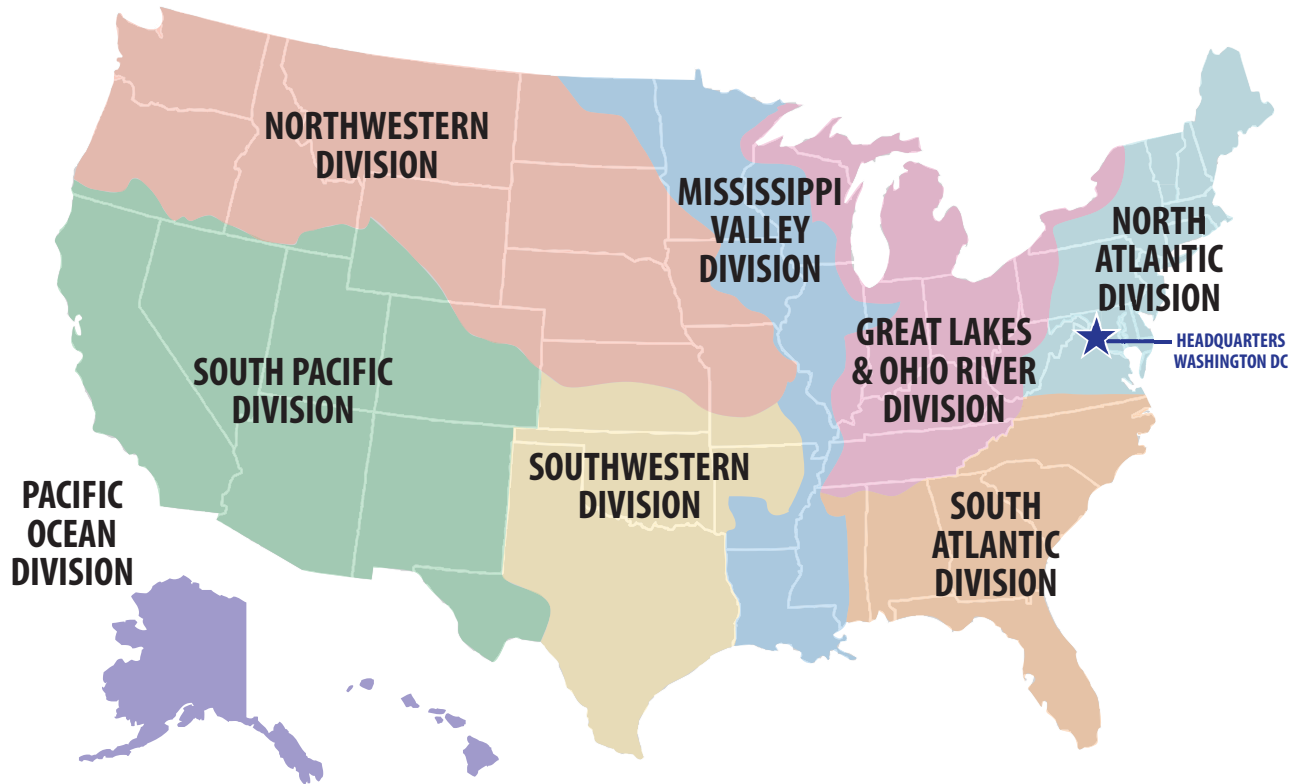 NORTHWESTERN
DIVISION
MISSISSIPPI
VALLEY
DIVISION
NORTH
ATLANTIC
DIVISION
HEADQUARTERS
WASHINGTON DC
GREAT LAKES
& OHIO RIVER
DIVISION
SOUTH PACIFIC
DIVISION
SOUTHWESTERN
DIVISION
PACIFIC
OCEAN
DIVISION
SOUTH
ATLANTIC
DIVISION